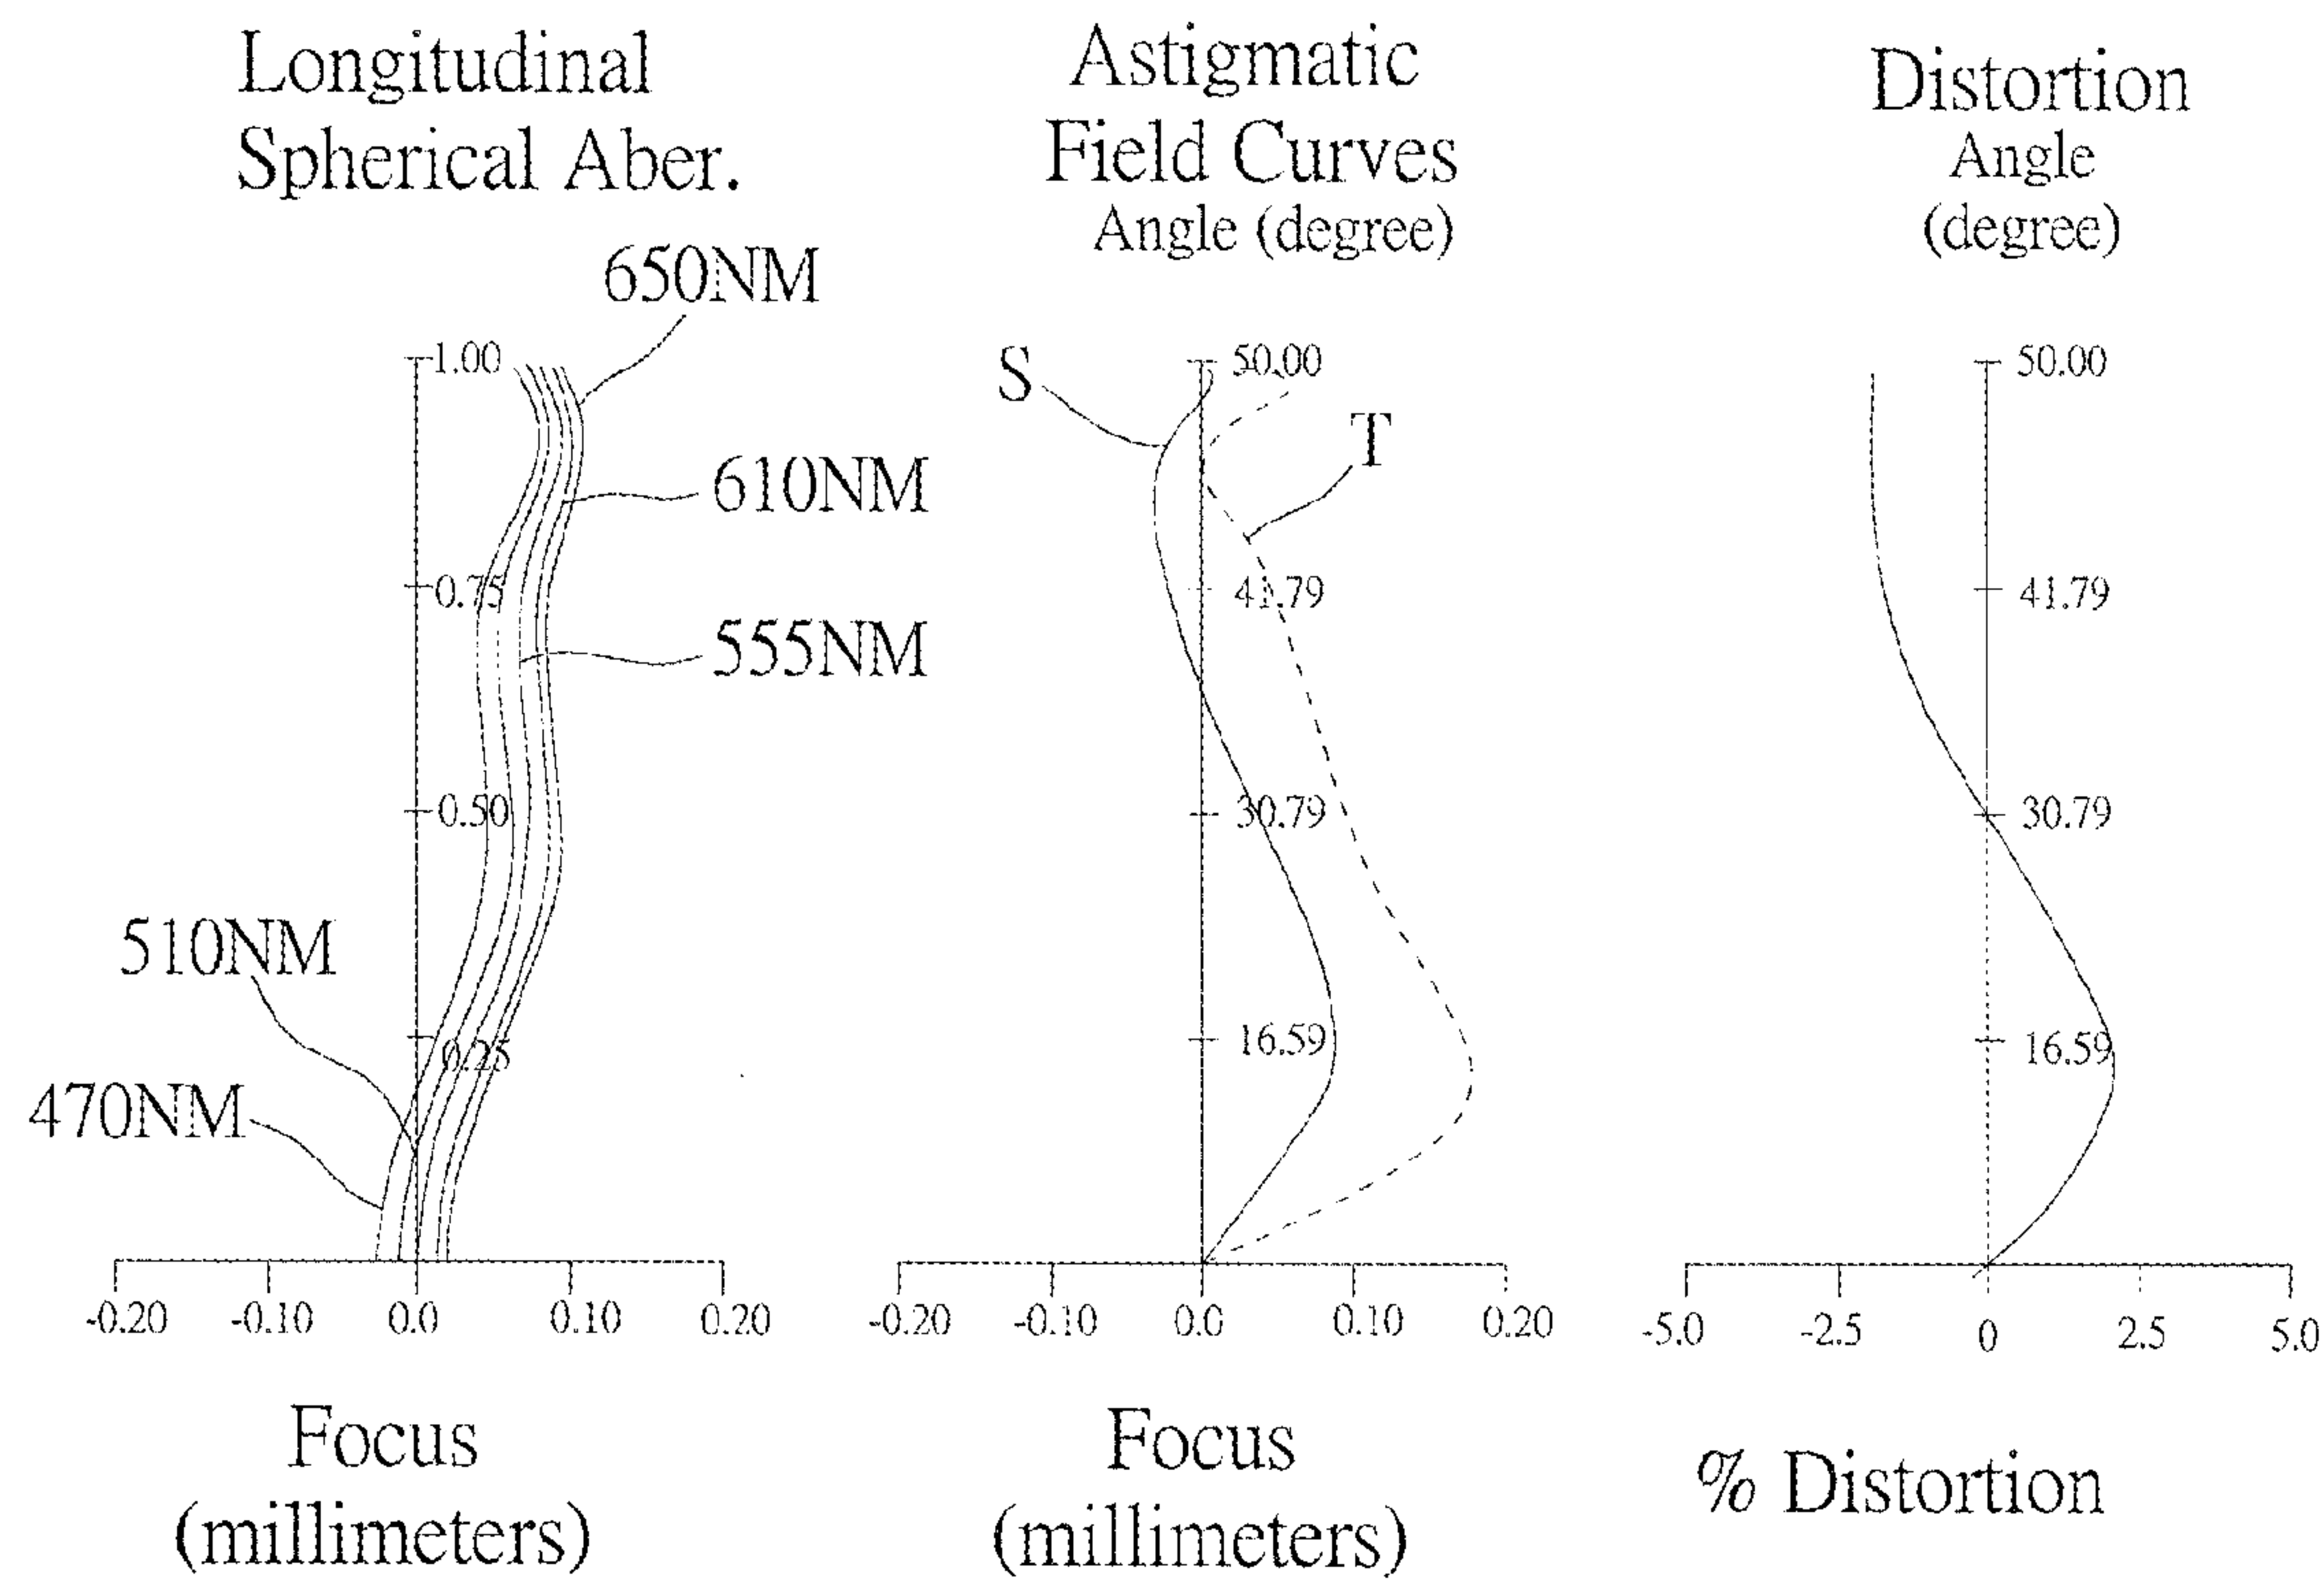 Longitudinal
Spherical Aber.
650NM
1.00
610NM
0.75
555NM
0.50
510NM
0.25
470NM
-0.20 -0.10 0.0 0.10 0.20
Focus
(millimeters)
Astigmatic
Field Curves
Angle (degree)
S
50.00
T
41.79
30.79
16.59
-0.20 -0.10 0.0 0.10 0.20
Focus
(millimeters)
Distortion
Angle
(degree)
50.00
41.79
30.79
16.59
-5.0 -2.5 0 2.5 5.0
% Distortion